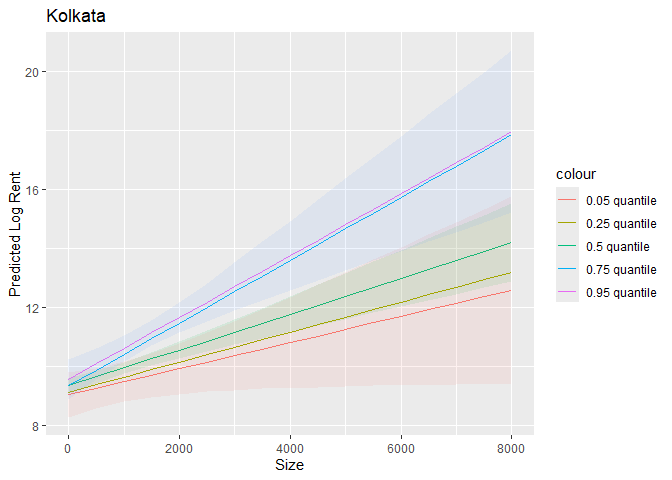 Kolkata
Predicted Log Rent
20
16
12
8
0 2000 4000 6000 8000
Size
colour
0.05 quantile
0.25 quantile
0.5 quantile
0.75 quantile
0.95 quantile